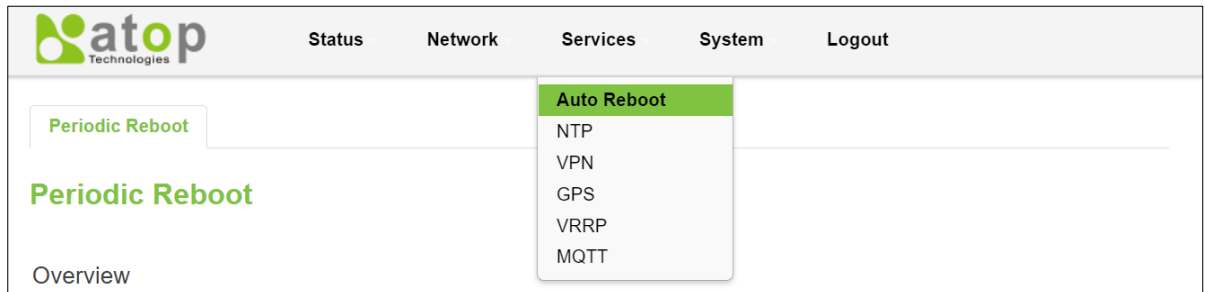 atop
Technologies
Status Network Services System Logout
Auto Reboot
NTP
VPN
GPS
VRRP
MQTT
Periodic Reboot
Periodic Reboot
Overview